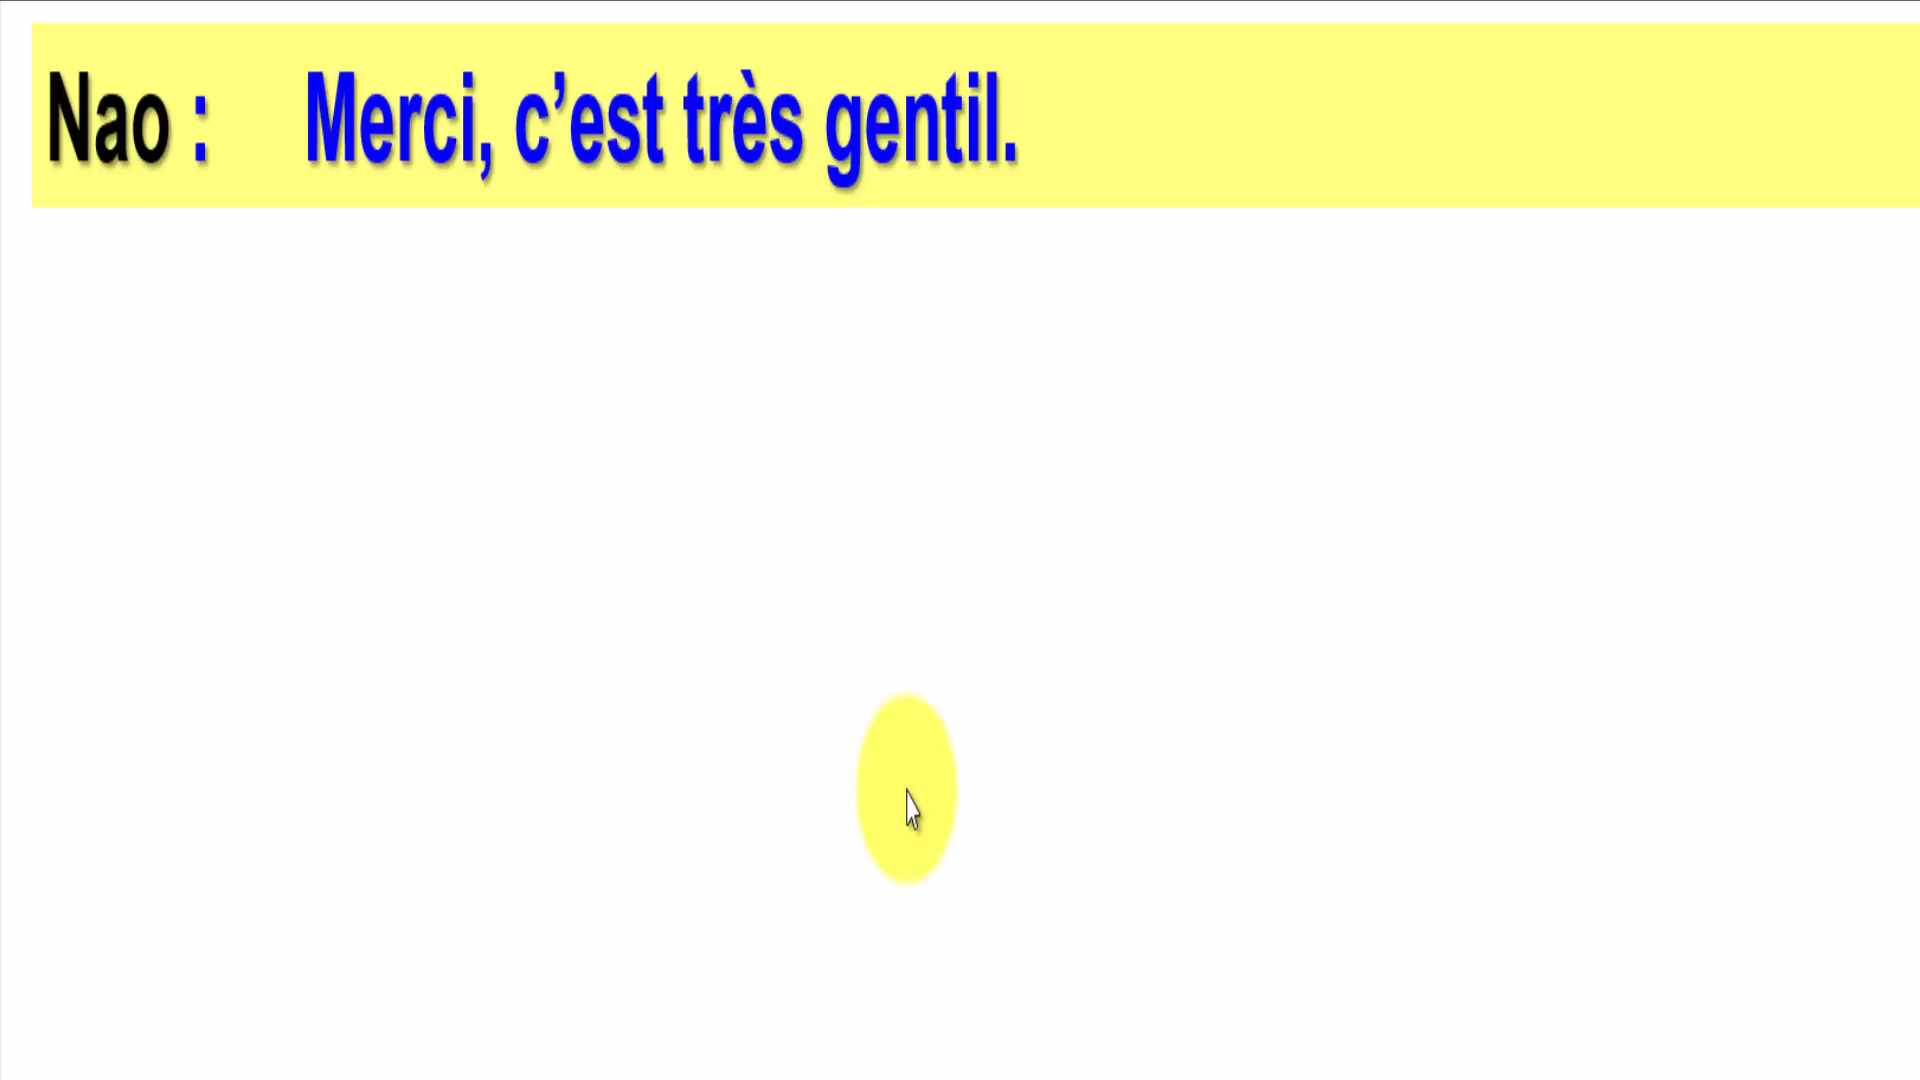 Nao : Merci, c’est très gentil.